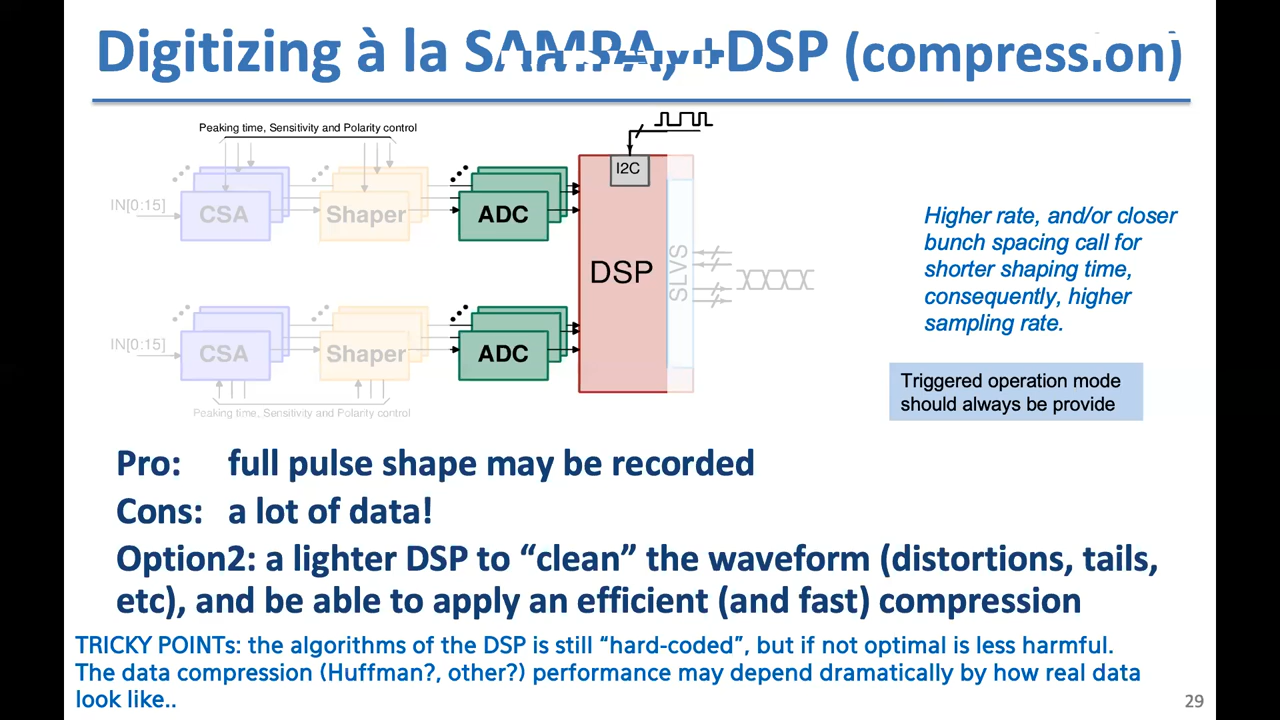 Digitizing à la SAMPA, +DSP (compression)
Peaking time, Sensitivity and Polarity control
I2C
IN[0:15]
CSA
Shaper
ADC
DSP
SLVS
IN[0:15]
CSA
Shaper
ADC
Peaking time, Sensitivity and Polarity control
Higher rate, and/or closer
bunch spacing call for
shorter shaping time,
consequently, higher
sampling rate.
Triggered operation mode
should always be provide
Pro: full pulse shape may be recorded
Cons: a lot of data!
Option2: a lighter DSP to “clean” the waveform (distortions, tails,
etc), and be able to apply an efficient (and fast) compression
TRICKY POINTs: the algorithms of the DSP is still “hard-coded”, but if not optimal is less harmful.
The data compression (Huffman?, other?) performance may depend dramatically by how real data
look like..
29